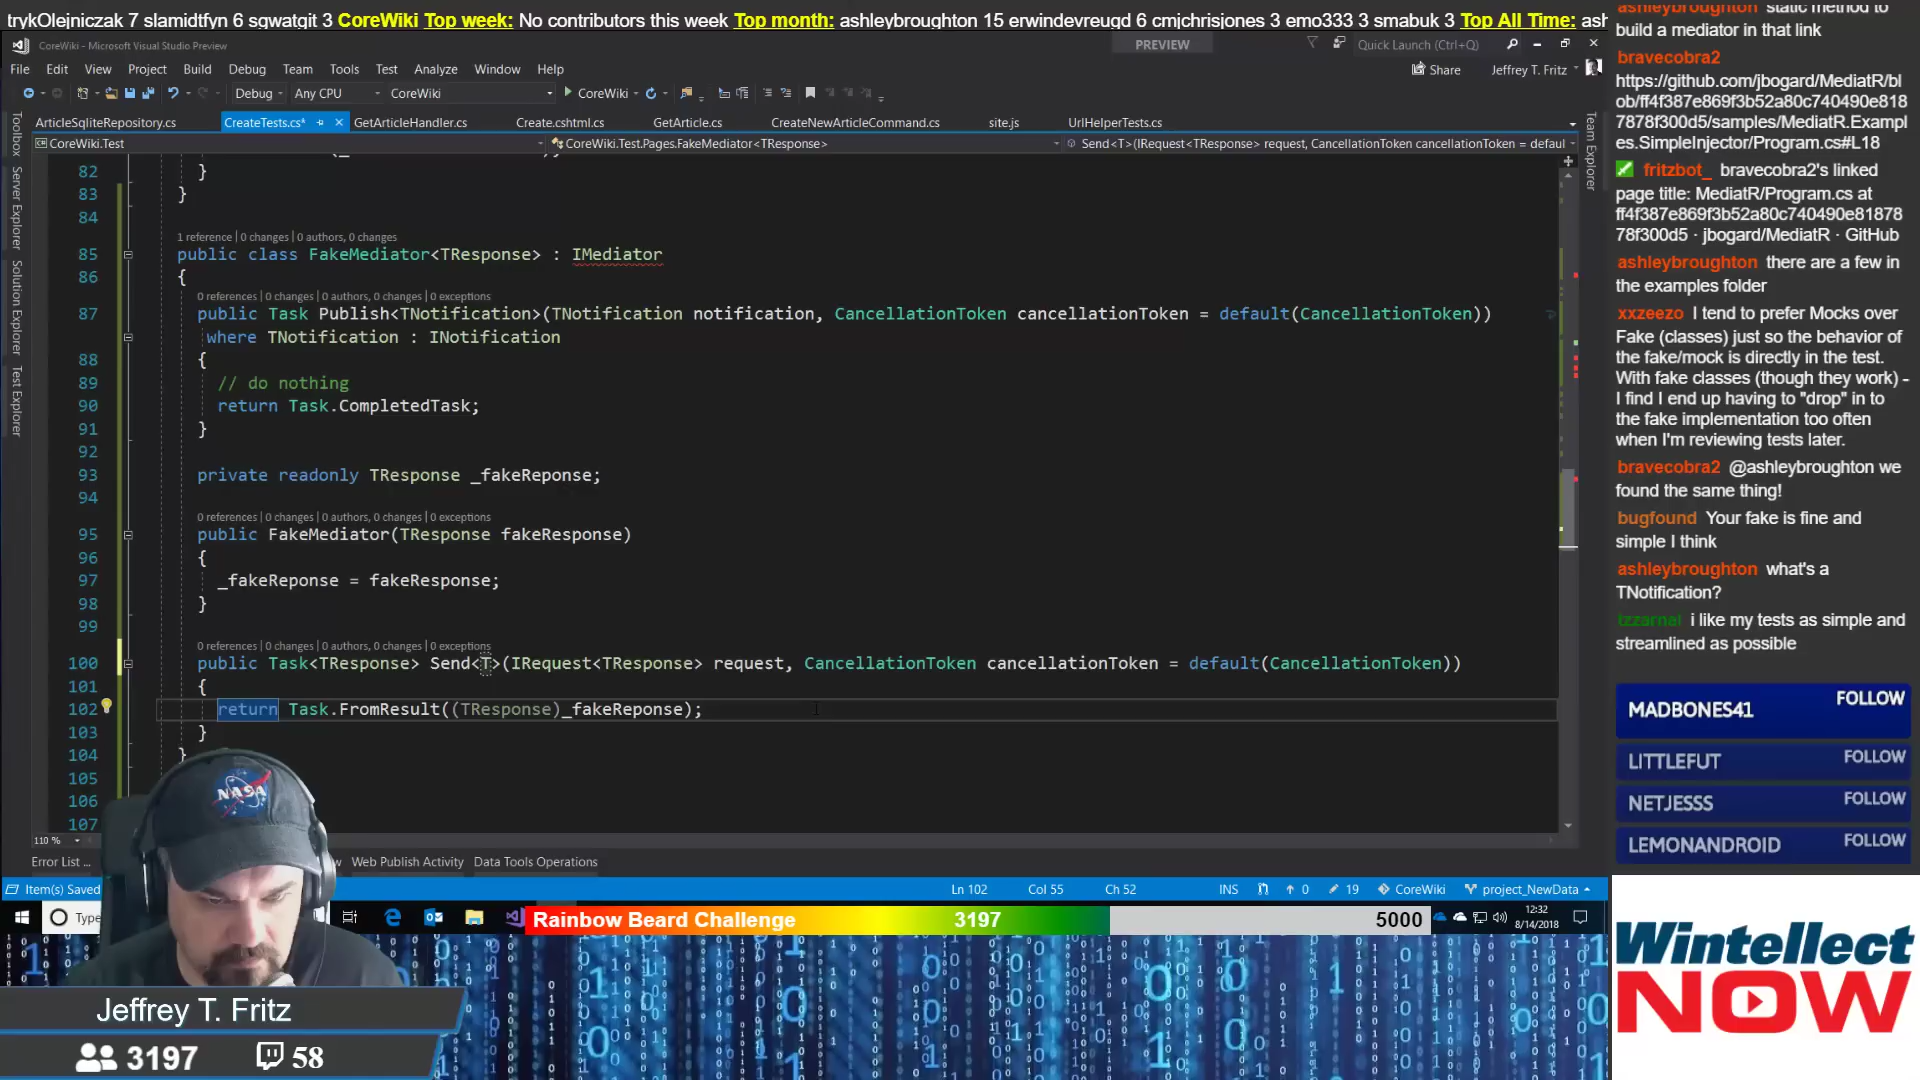 trykOlejniczak 7 slamidtfyn 6 sgwatgit 3 CoreWiki Top week: No contributors this week Top month: ashleybroughton 15 erwindevreugd 6 cmjchrisjones 3 emo333 3 smabuk 3 Top All Time: ash
CoreWiki - Microsoft Visual Studio Preview
PREVIEW
Quick Launch (Ctrl+Q)
File Edit View Project Build Debug Team Tools Test Analyze Window Help
Share
Jeffrey T. Fritz
Debug Any CPU CoreWiki CoreWiki
ArticleSqliteRepository.cs CreateTests.cs* GetArticleHandler.cs Create.cshtml GetArticle.cs CreateNewArticleCommand.cs site.js UrlHelperTests.cs
CoreWiki.Test CoreWiki.Test.Pages.FakeMediator<TResponse> Send<T>(IRequest<TResponse> request, CancellationToken cancellationToken = defaul
Toolbox
Server Explorer
Solution Explorer
Test Explorer
Team Explorer
82 }
83 }
84
1 reference | 0 changes | 0 authors, 0 changes
85 public class FakeMediator<TResponse> : IMediator
86 {
0 references | 0 changes | 0 authors, 0 changes | 0 exceptions
87 public Task Publish<TNotification>(TNotification notification, CancellationToken cancellationToken = default(CancellationToken))
where TNotification : INotification
88 {
89 // do nothing
90 return Task.CompletedTask;
91 }
92
93 private readonly TResponse _fakeReponse;
94
0 references | 0 changes | 0 authors, 0 changes | 0 exceptions
95 public FakeMediator(TResponse fakeResponse)
96 {
97 _fakeReponse = fakeResponse;
98 }
99
0 references | 0 changes | 0 authors, 0 changes | 0 exceptions
100 public Task<TResponse> Send<T>(IRequest<TResponse> request, CancellationToken cancellationToken = default(CancellationToken))
101 {
102 return Task.FromResult((TResponse)_fakeReponse);
103 }
104 }
105
106
107
110 %
Error List ... Web Publish Activity Data Tools Operations
Item(s) Saved Ln 102 Col 55 Ch 52 INS 0 19 CoreWiki project_NewData
Type
Rainbow Beard Challenge 3197 5000
12:32
8/14/2018
NASA
Jeffrey T. Fritz
3197 58
ashleybroughton static method to
build a mediator in that link
bravecobra2
https://github.com/jbogard/MediatR/bl
ob/ff4f387e869f3b52a80c740490e818
7878f300d5/samples/MediatR.Exampl
es.SimpleInjector/Program.cs#L18
fritzbot_ bravecobra2's linked
page title: MediatR/Program.cs at
ff4f387e869f3b52a80c740490e81878
78f300d5 · jbogard/MediatR · GitHub
ashleybroughton there are a few in
the examples folder
xxzeezo I tend to prefer Mocks over
Fake (classes) just so the behavior of
the fake/mock is directly in the test.
With fake classes (though they work) -
I find I end up having to "drop" in to
the fake implementation too often
when I'm reviewing tests later.
bravecobra2 @ashleybroughton we
found the same thing!
bugfound Your fake is fine and
simple I think
ashleybroughton what's a
TNotification?
tzzarnal i like my tests as simple and
streamlined as possible
MADBONES41 FOLLOW
LITTLEFUT FOLLOW
NETJESSS FOLLOW
LEMONANDROID FOLLOW
Wintellect
NOW